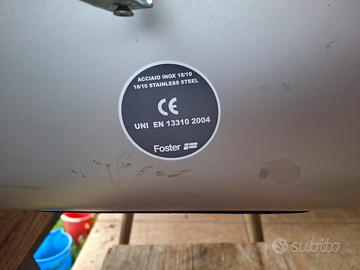 ACCIAIO INOX 18/10
18/10 STAINLESS STEEL
CE
UNI EN 13310 2004
Foster
subito